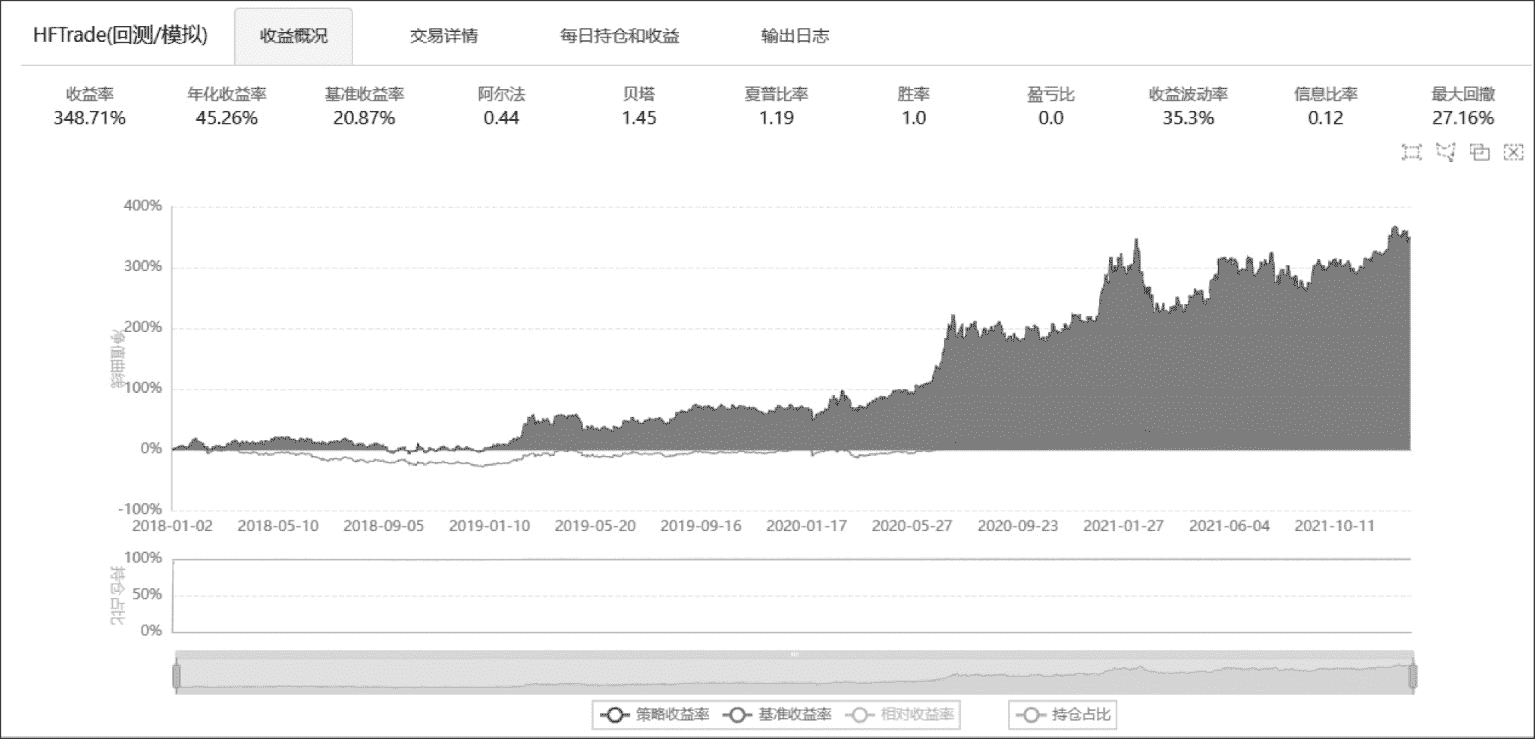 HFTrade(回测/模拟) 收益概况 交易详情 每日持仓和收益 输出日志
收益率 年化收益率 基准收益率 阿尔法 贝塔 夏普比率 胜率 盈亏比 收益波动率 信息比率 最大回撤
348.71% 45.26% 20.87% 0.44 1.45 1.19 1.0 0.0 35.3% 0.12 27.16%
400%
300%
200%
净值曲线
100%
0%
-100%
2018-01-02 2018-05-10 2018-09-05 2019-01-10 2019-05-20 2019-09-16 2020-01-17 2020-05-27 2020-09-23 2021-01-27 2021-06-04 2021-10-11
100%
持仓占比
50%
0%
策略收益率 基准收益率 相对收益率 持仓占比